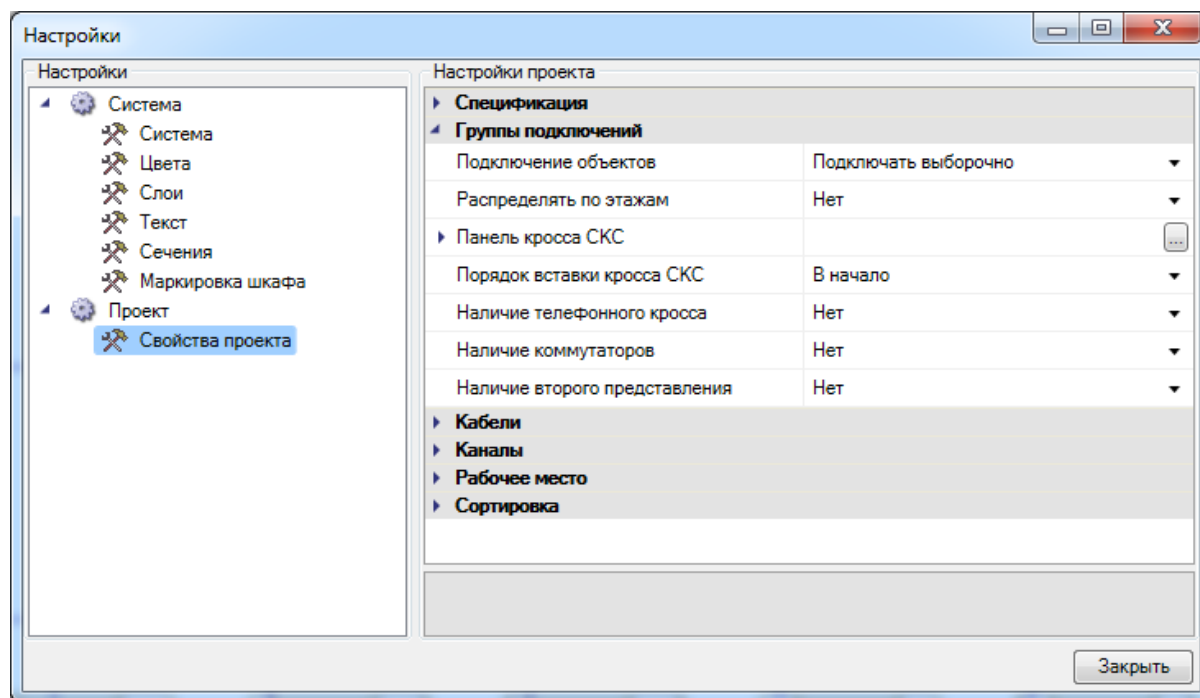 Настройки
Настройки
Система
Система
Цвета
Слои
Текст
Сечения
Маркировка шкафа
Проект
Свойства проекта
Настройки проекта
Спецификация
Группы подключений
Подключение объектов Подключать выборочно
Распределять по этажам Нет
Панель кросса СКС ...
Порядок вставки кросса СКС В начало
Наличие телефонного кросса Нет
Наличие коммутаторов Нет
Наличие второго представления Нет
Кабели
Каналы
Рабочее место
Сортировка
Закрыть